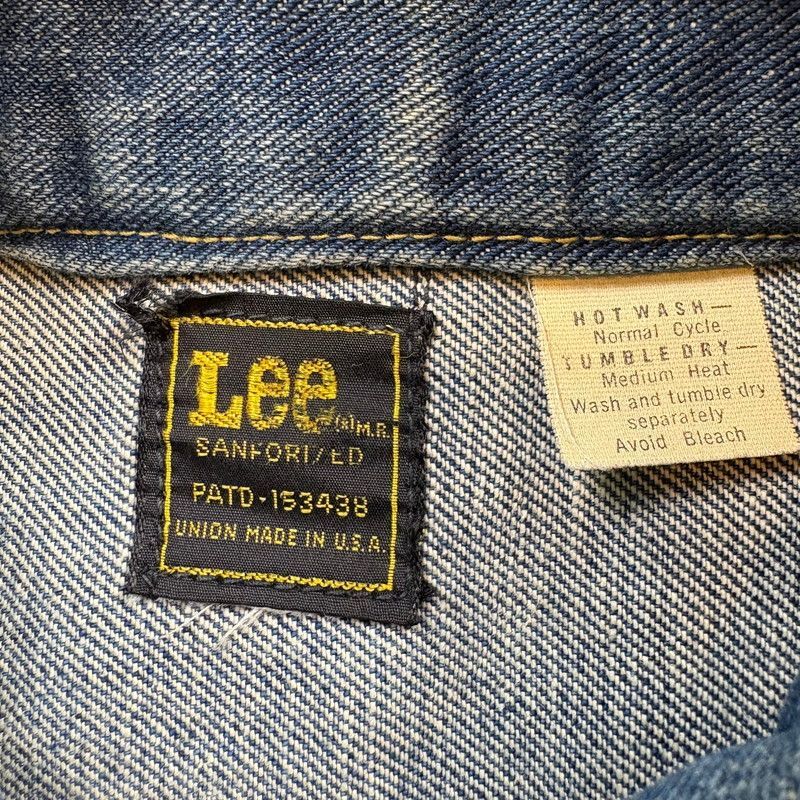 Lee (R) M.R.
SANFORIZED
PATD-153438
UNION MADE IN U.S.A.
HOT WASH—
Normal Cycle
TUMBLE DRY—
Medium Heat
Wash and tumble dry
separately
Avoid Bleach